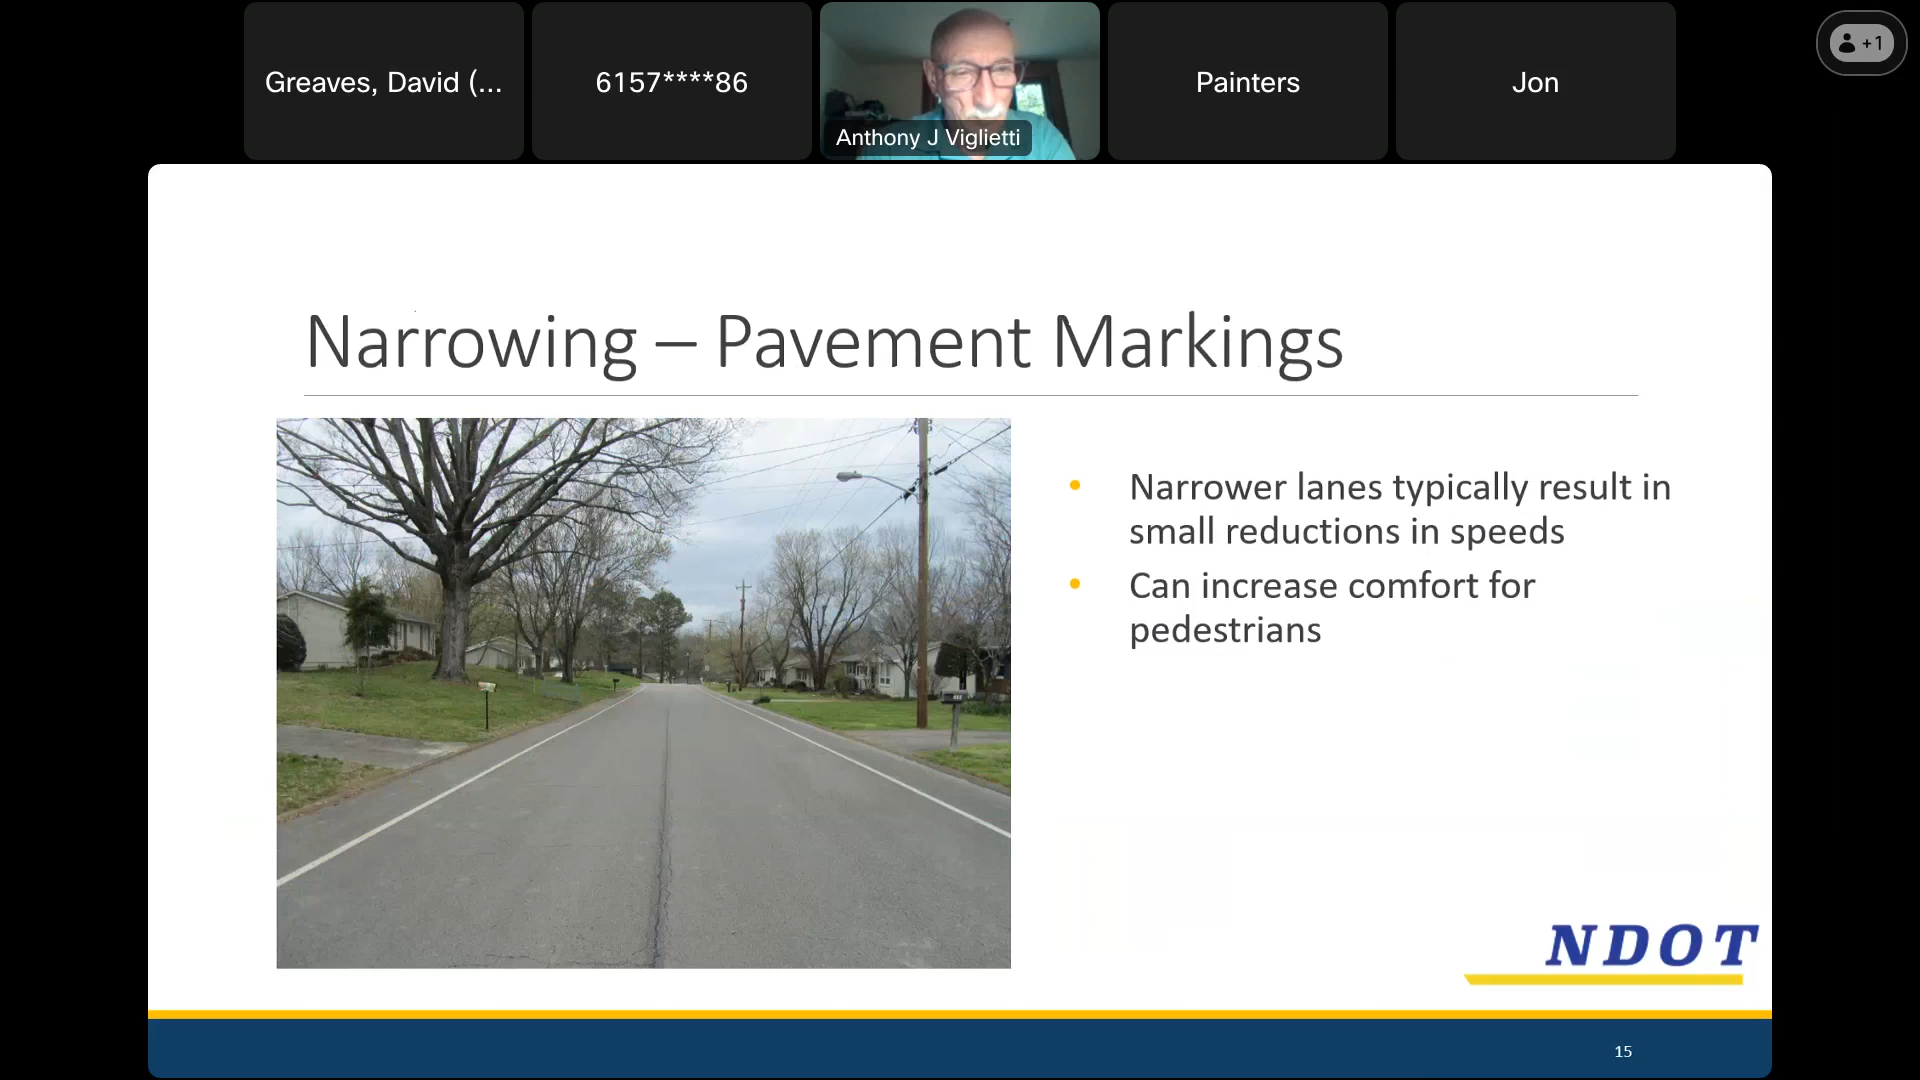 Greaves, David (...
6157****86
Anthony J Viglietti
Painters
Jon
+1
Narrowing – Pavement Markings
• Narrower lanes typically result in
small reductions in speeds
• Can increase comfort for
pedestrians
NDOT
15